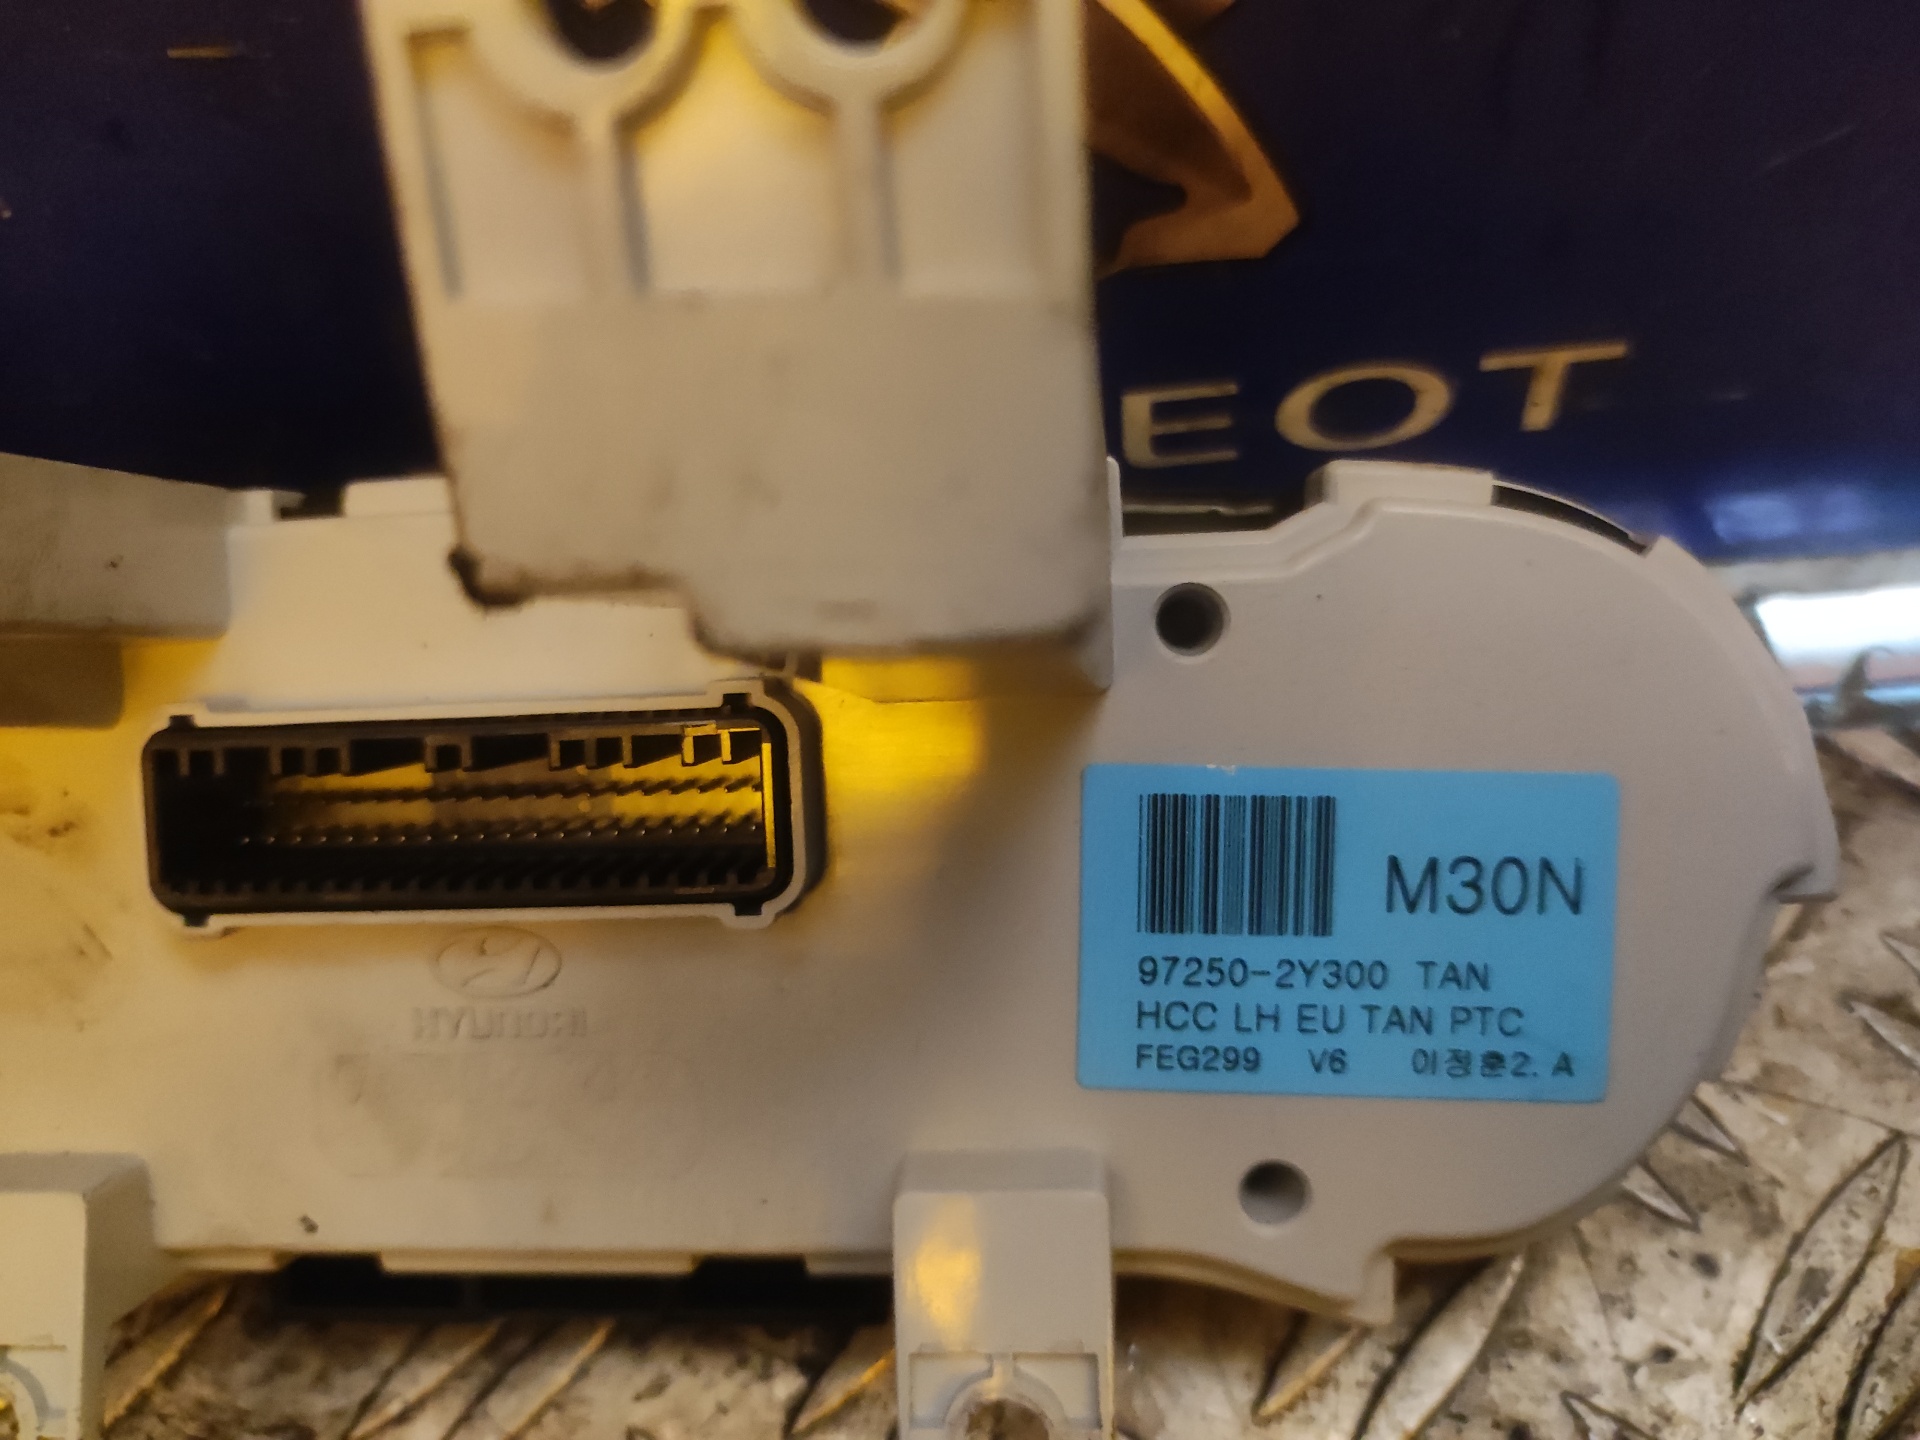 EOT
M30N
97250-2Y300 TAN
HCC LH EU TAN PTC
FEG299 V6 이정훈2. A
HYUNDAI